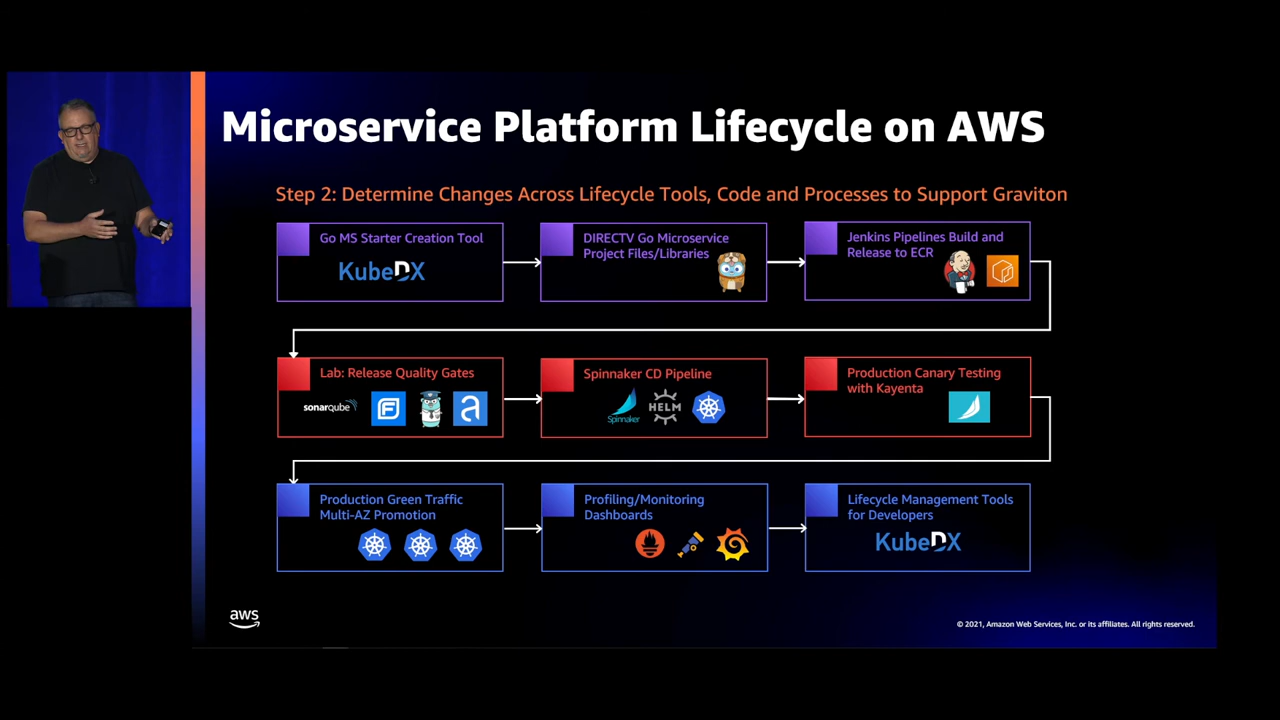 Microservice Platform Lifecycle on AWS
Step 2: Determine Changes Across Lifecycle Tools, Code and Processes to Support Graviton
Go MS Starter Creation Tool
KubeDX
DIRECTV Go Microservice
Project Files/Libraries
Jenkins Pipelines Build and
Release to ECR
Lab: Release Quality Gates
sonarqube
Spinnaker CD Pipeline
Spinnaker
HELM
Production Canary Testing
with Kayenta
Production Green Traffic
Multi-AZ Promotion
Profiling/Monitoring
Dashboards
Lifecycle Management Tools
for Developers
KubeDX
aws
© 2021, Amazon Web Services, Inc. or its affiliates. All rights reserved.